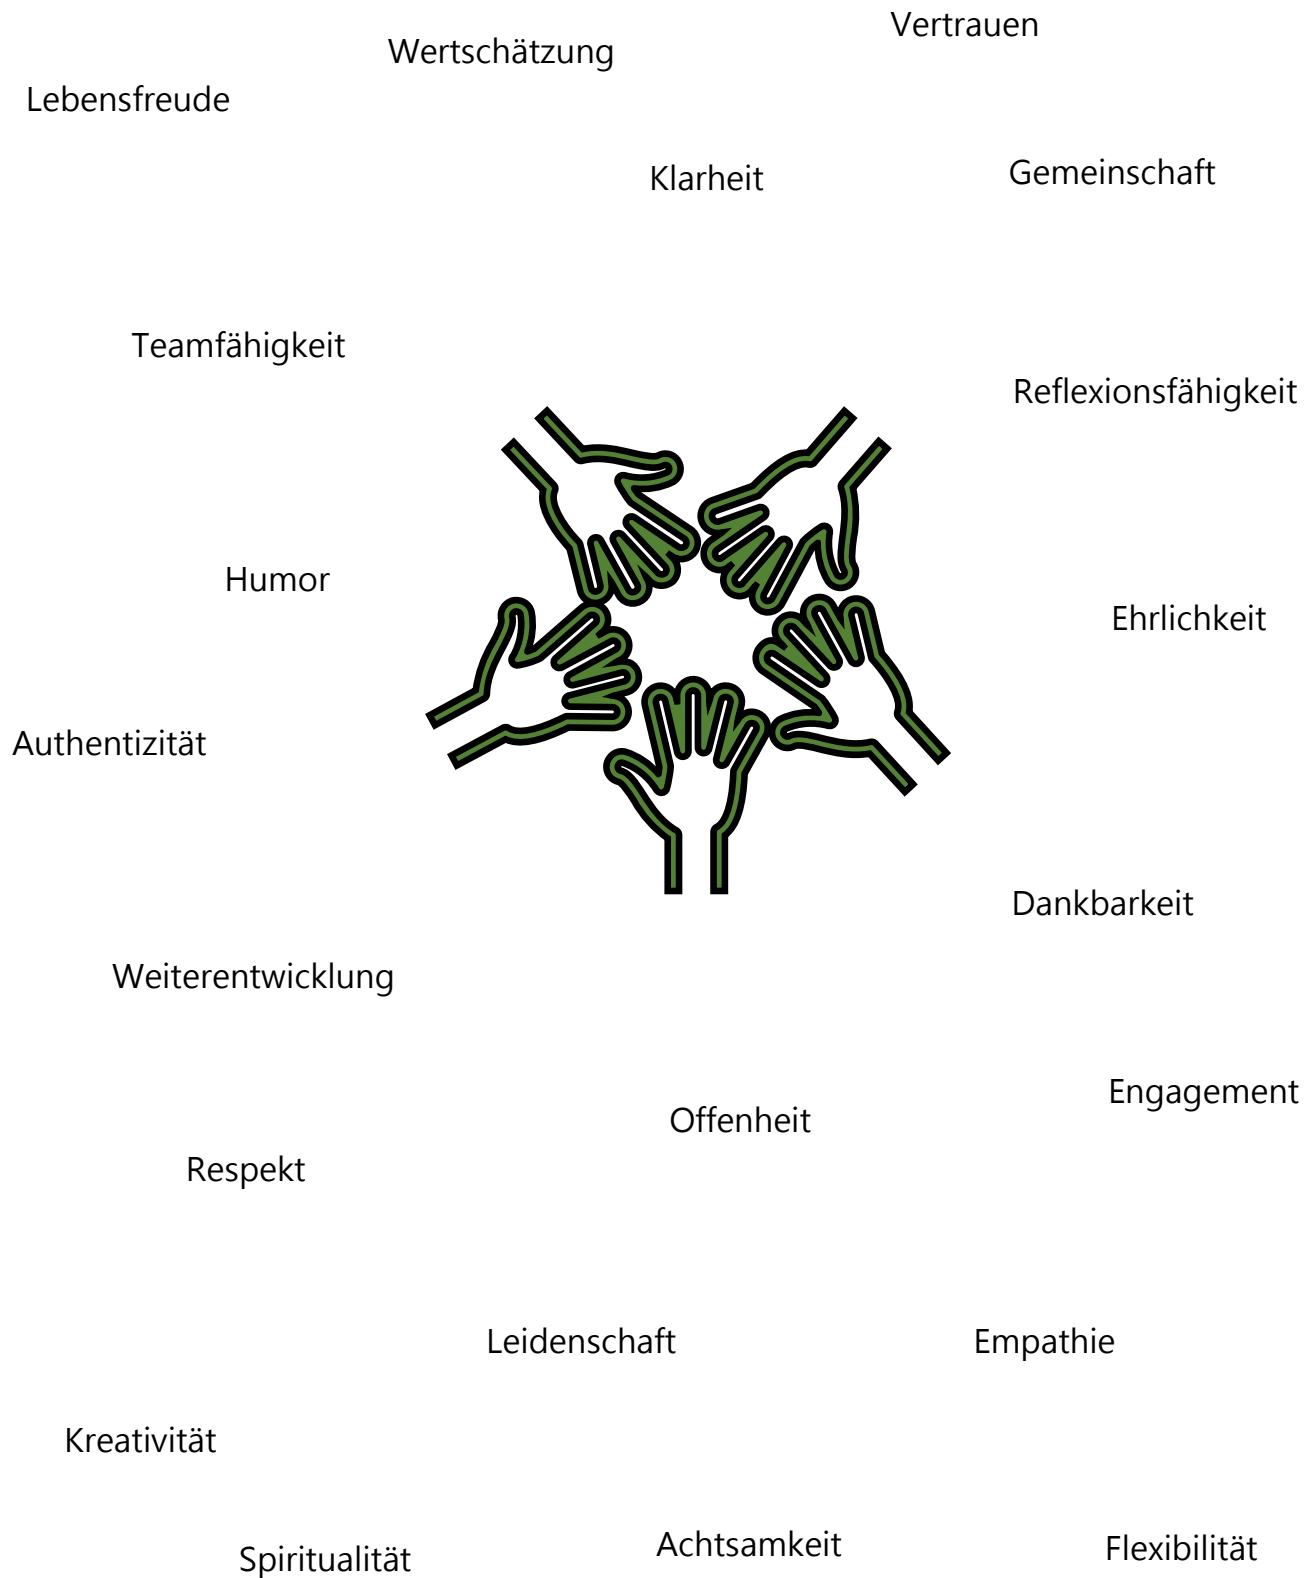 Vertrauen
Wertschätzung
Lebensfreude
Klarheit
Gemeinschaft
Teamfähigkeit
Reflexionsfähigkeit
Humor
Ehrlichkeit
Authentizität
Dankbarkeit
Weiterentwicklung
Engagement
Offenheit
Respekt
Leidenschaft
Empathie
Kreativität
Achtsamkeit
Flexibilität
Spiritualität